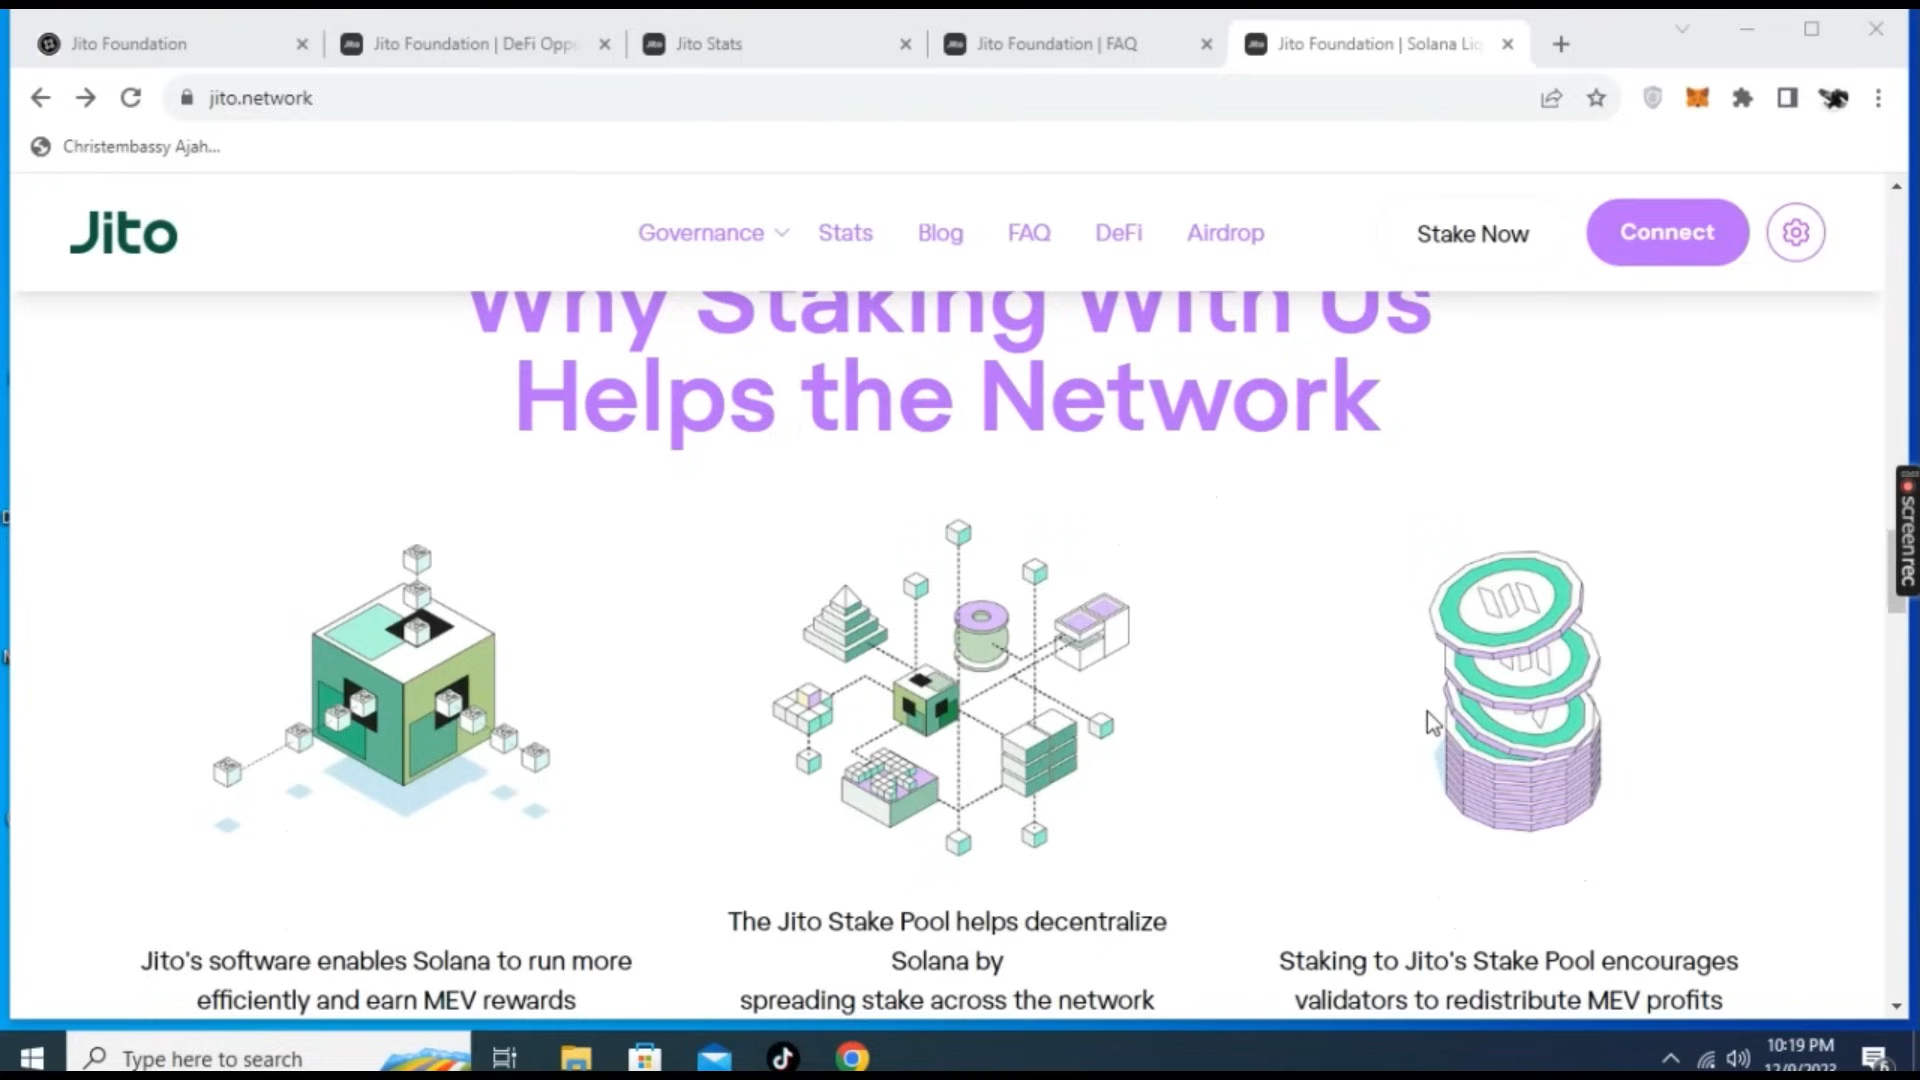 Jito Foundation
Jito Foundation | DeFi Opp
Jito Stats
Jito Foundation | FAQ
Jito Foundation | Solana Liq
jito.network
Christembassy Ajah...
Jito
Governance
Stats
Blog
FAQ
DeFi
Airdrop
Stake Now
Connect
Why Staking With Us
Helps the Network
screenrec
Jito's software enables Solana to run more
efficiently and earn MEV rewards
The Jito Stake Pool helps decentralize
Solana by
spreading stake across the network
Staking to Jito's Stake Pool encourages
validators to redistribute MEV profits
Type here to search
10:19 PM
12/9/2023